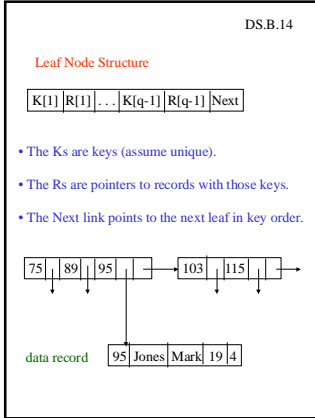 DS.B.14
Leaf Node Structure
K[1] R[1] . . . K[q-1] R[q-1] Next
• The Ks are keys (assume unique).
• The Rs are pointers to records with those keys.
• The Next link points to the next leaf in key order.
75 89 95 103 115
data record 95 Jones Mark 19 4